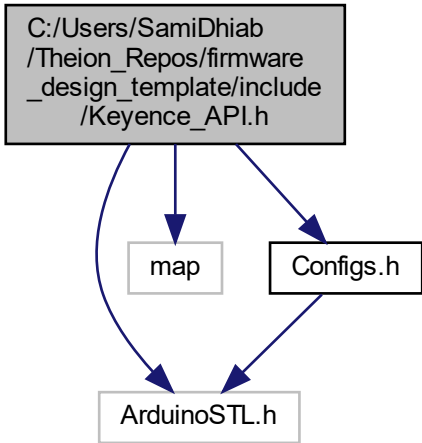 C:/Users/SamiDhiab
/Theion_Repos/firmware
_design_template/include
/Keyence_API.h
map
Configs.h
ArduinoSTL.h